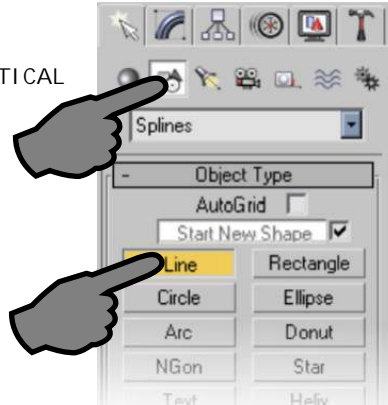 TICAL
Splines
- Object Type
AutoGrid
Start New Shape
Line Rectangle
Circle Ellipse
Arc Donut
NGon Star
Text Helix